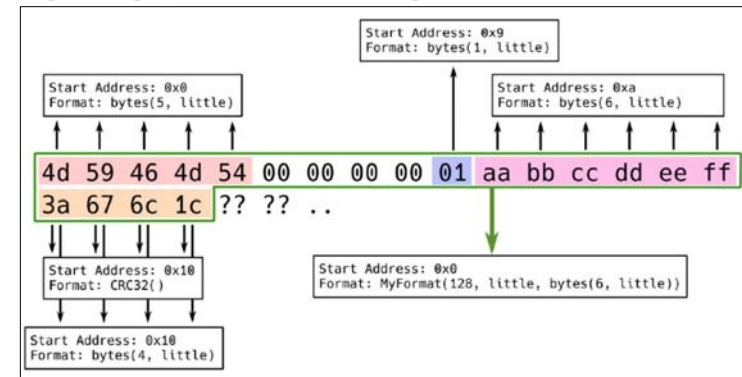 Start Address: 0x9
Format: bytes(1, little)
Start Address: 0x0
Format: bytes(5, little)
Start Address: 0xa
Format: bytes(6, little)
4d 59 46 4d 54 00 00 00 00 01 aa bb cc dd ee ff
3a 67 6c 1c ?? ?? ..
Start Address: 0x10
Format: CRC32()
Start Address: 0x0
Format: MyFormat(128, little, bytes(6, little))
Start Address: 0x10
Format: bytes(4, little)